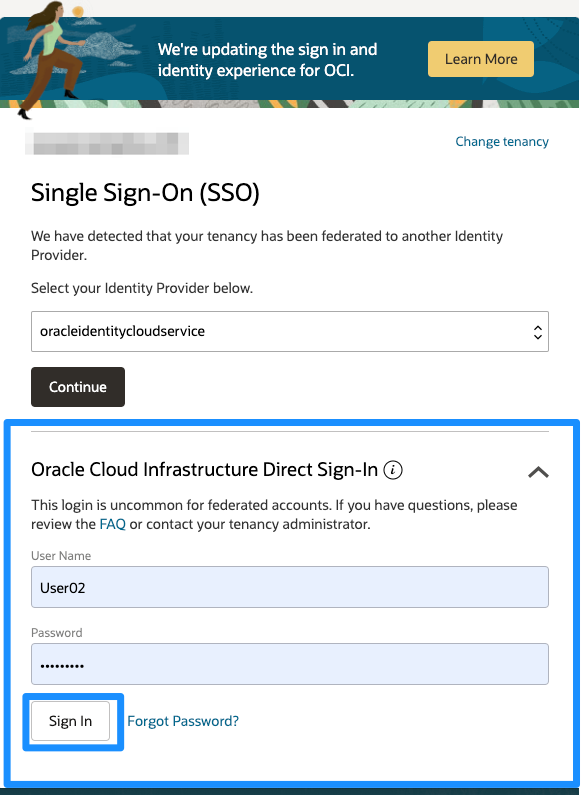 We're updating the sign in and
identity experience for OCI.
Learn More
Change tenancy
Single Sign-On (SSO)
We have detected that your tenancy has been federated to another Identity
Provider.
Select your Identity Provider below.
oracleidentitycloudservice
Continue
Oracle Cloud Infrastructure Direct Sign-In
This login is uncommon for federated accounts. If you have questions, please
review the FAQ or contact your tenancy administrator.
User Name
User02
Password
•••••••••
Sign In
Forgot Password?